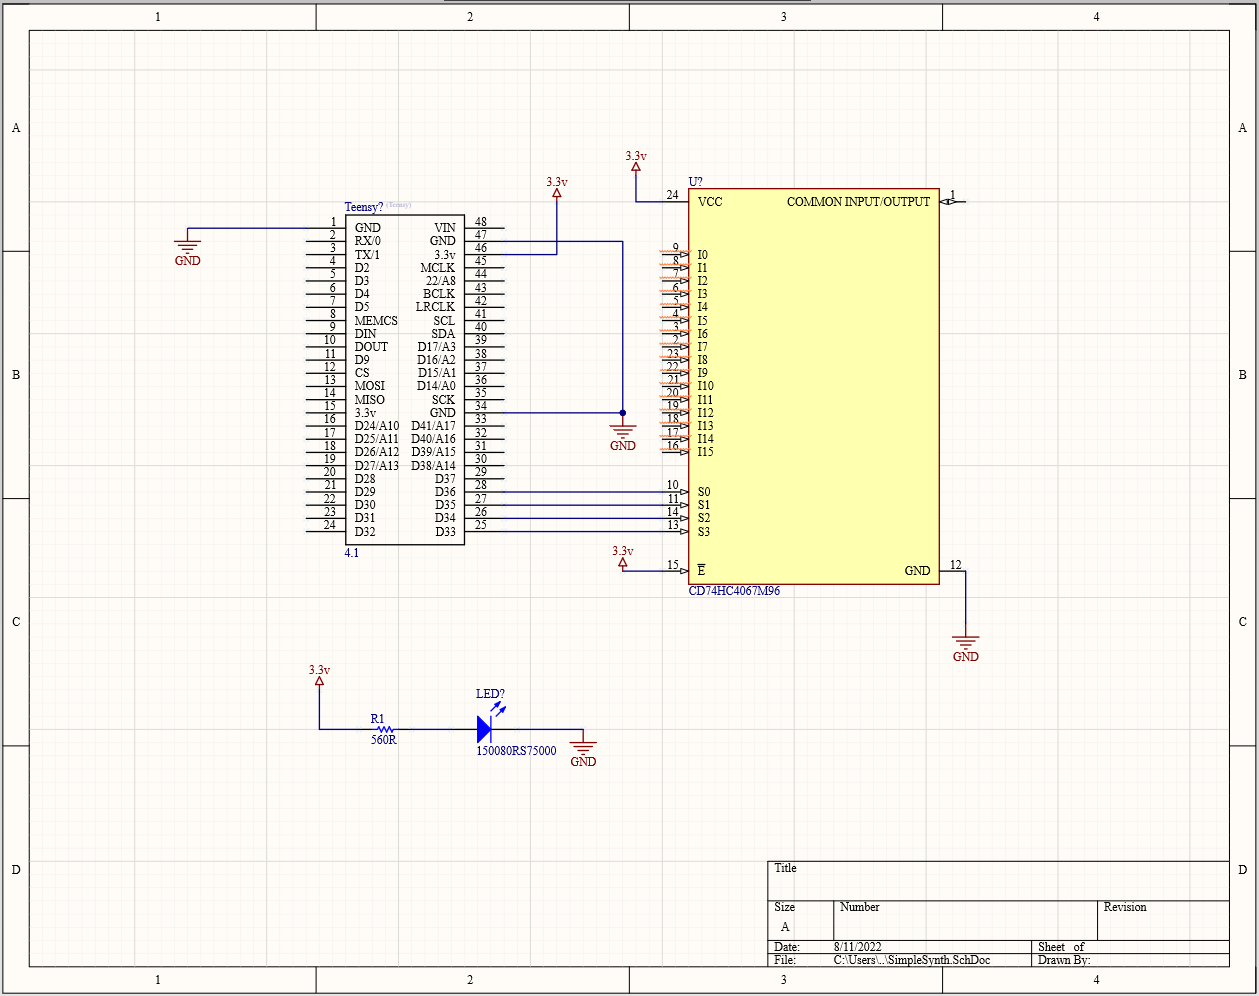 1 2 3 4
A A
B B
C C
D D
3.3v
3.3v
U?
Teensy? (Teensy)
GND
1 GND VIN 48
2 RX/0 GND 47
3 TX/1 3.3v 46
4 D2 MCLK 45
5 D3 22/A8 44
6 D4 BCLK 43
7 D5 LRCLK 42
8 MEMCS SCL 41
9 DIN SDA 40
10 DOUT D17/A3 39
11 D9 D16/A2 38
12 CS D15/A1 37
13 MOSI D14/A0 36
14 MISO SCK 35
15 3.3v GND 34
16 D24/A10 D41/A17 33
17 D25/A11 D40/A16 32
18 D26/A12 D39/A15 31
19 D27/A13 D38/A14 30
20 D28 D37 29
21 D29 D36 28
22 D30 D35 27
23 D31 D34 26
24 D32 D33 25
4.1
GND
24 VCC COMMON INPUT/OUTPUT 1
9 I0
8 I1
7 I2
6 I3
5 I4
4 I5
3 I6
2 I7
23 I8
22 I9
21 I10
20 I11
19 I12
18 I13
17 I14
16 I15
10 S0
11 S1
14 S2
13 S3
3.3v
15 E GND 12
CD74HC4067M96
GND
3.3v
R1
560R
LED?
150080RS75000
GND
Title
Size Number Revision
A
Date: 8/11/2022 Sheet of
File: C:\Users\..\SimpleSynth.SchDoc Drawn By:
1 2 3 4